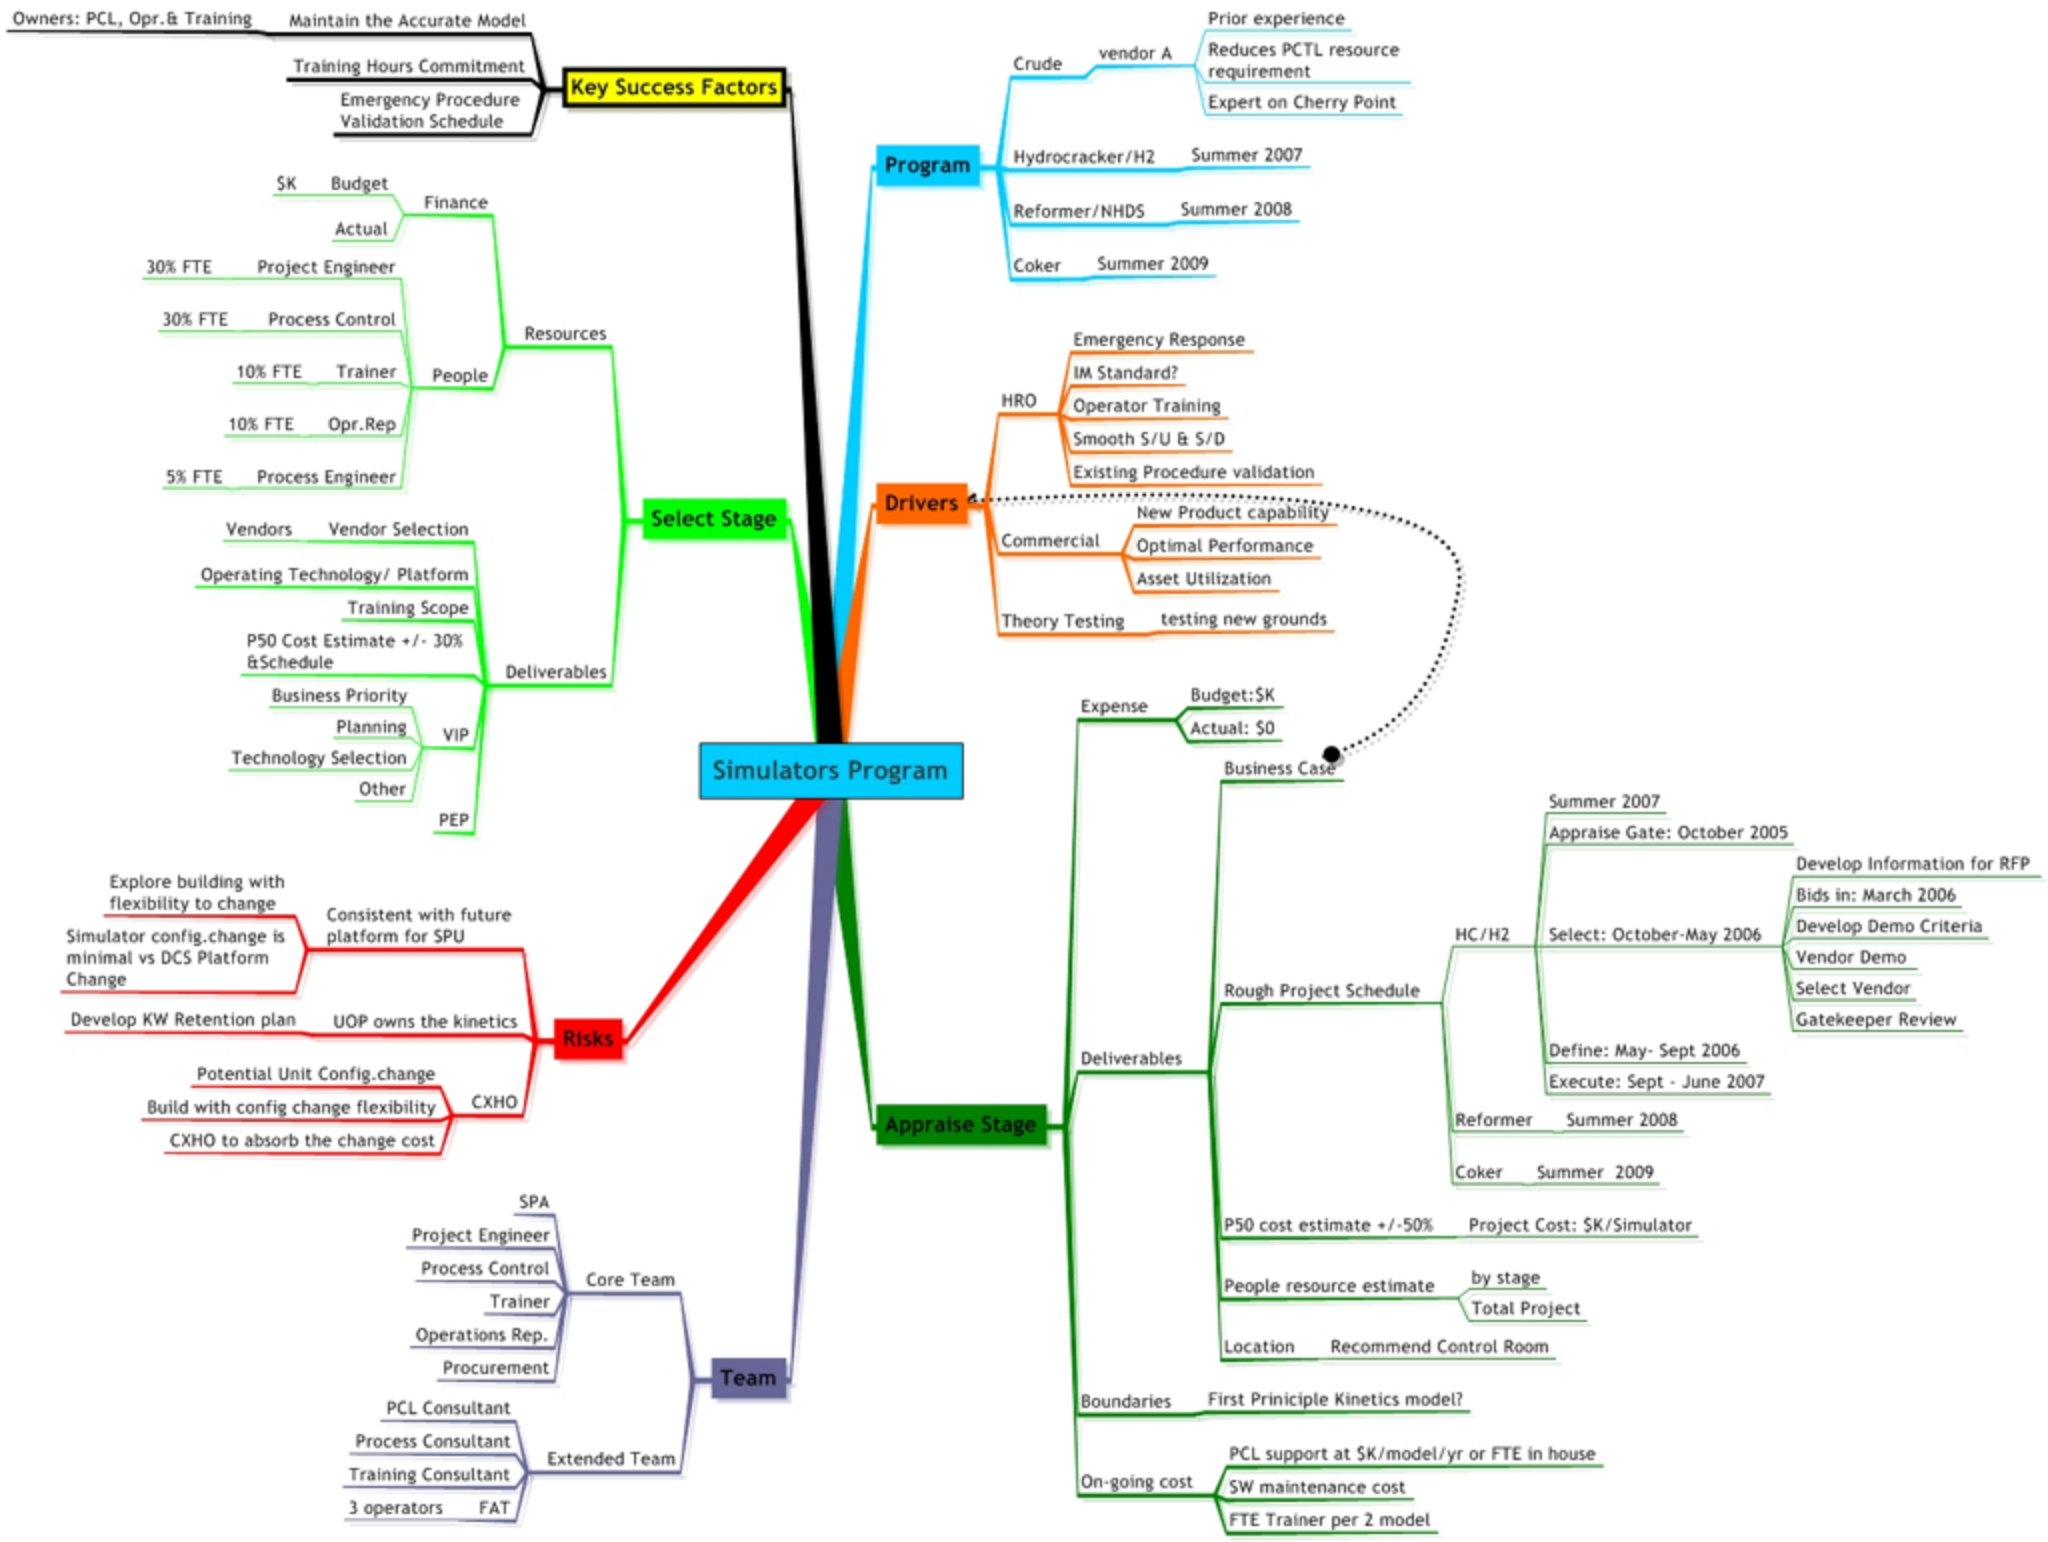 Owners: PCL, Opr.& Training
Maintain the Accurate Model
Training Hours Commitment
Emergency Procedure
Validation Schedule
Key Success Factors
$K
Budget
Actual
Finance
30% FTE
Project Engineer
30% FTE
Process Control
10% FTE
Trainer
10% FTE
Opr.Rep
5% FTE
Process Engineer
People
Resources
Vendors
Vendor Selection
Operating Technology/ Platform
Training Scope
P50 Cost Estimate +/- 30%
&Schedule
Business Priority
Planning
Technology Selection
Other
VIP
PEP
Deliverables
Select Stage
Explore building with
flexibility to change
Simulator config.change is
minimal vs DCS Platform
Change
Consistent with future
platform for SPU
Develop KW Retention plan
UOP owns the kinetics
Potential Unit Config.change
Build with config change flexibility
CXHO to absorb the change cost
CXHO
Risks
SPA
Project Engineer
Process Control
Trainer
Operations Rep.
Procurement
Core Team
PCL Consultant
Process Consultant
Training Consultant
3 operators
FAT
Extended Team
Team
Simulators Program
Program
Crude
vendor A
Prior experience
Reduces PCTL resource
requirement
Expert on Cherry Point
Hydrocracker/H2
Summer 2007
Reformer/NHDS
Summer 2008
Coker
Summer 2009
Drivers
HRO
Emergency Response
IM Standard?
Operator Training
Smooth S/U & S/D
Existing Procedure validation
Commercial
New Product capability
Optimal Performance
Asset Utilization
Theory Testing
testing new grounds
Appraise Stage
Expense
Budget:$K
Actual: $0
Deliverables
Business Case
Rough Project Schedule
HC/H2
Summer 2007
Appraise Gate: October 2005
Select: October-May 2006
Develop Information for RFP
Bids in: March 2006
Develop Demo Criteria
Vendor Demo
Select Vendor
Gatekeeper Review
Define: May- Sept 2006
Execute: Sept - June 2007
Reformer
Summer 2008
Coker
Summer 2009
P50 cost estimate +/-50%
Project Cost: $K/Simulator
People resource estimate
by stage
Total Project
Location
Recommend Control Room
Boundaries
First Priniciple Kinetics model?
On-going cost
PCL support at $K/model/yr or FTE in house
SW maintenance cost
FTE Trainer per 2 model